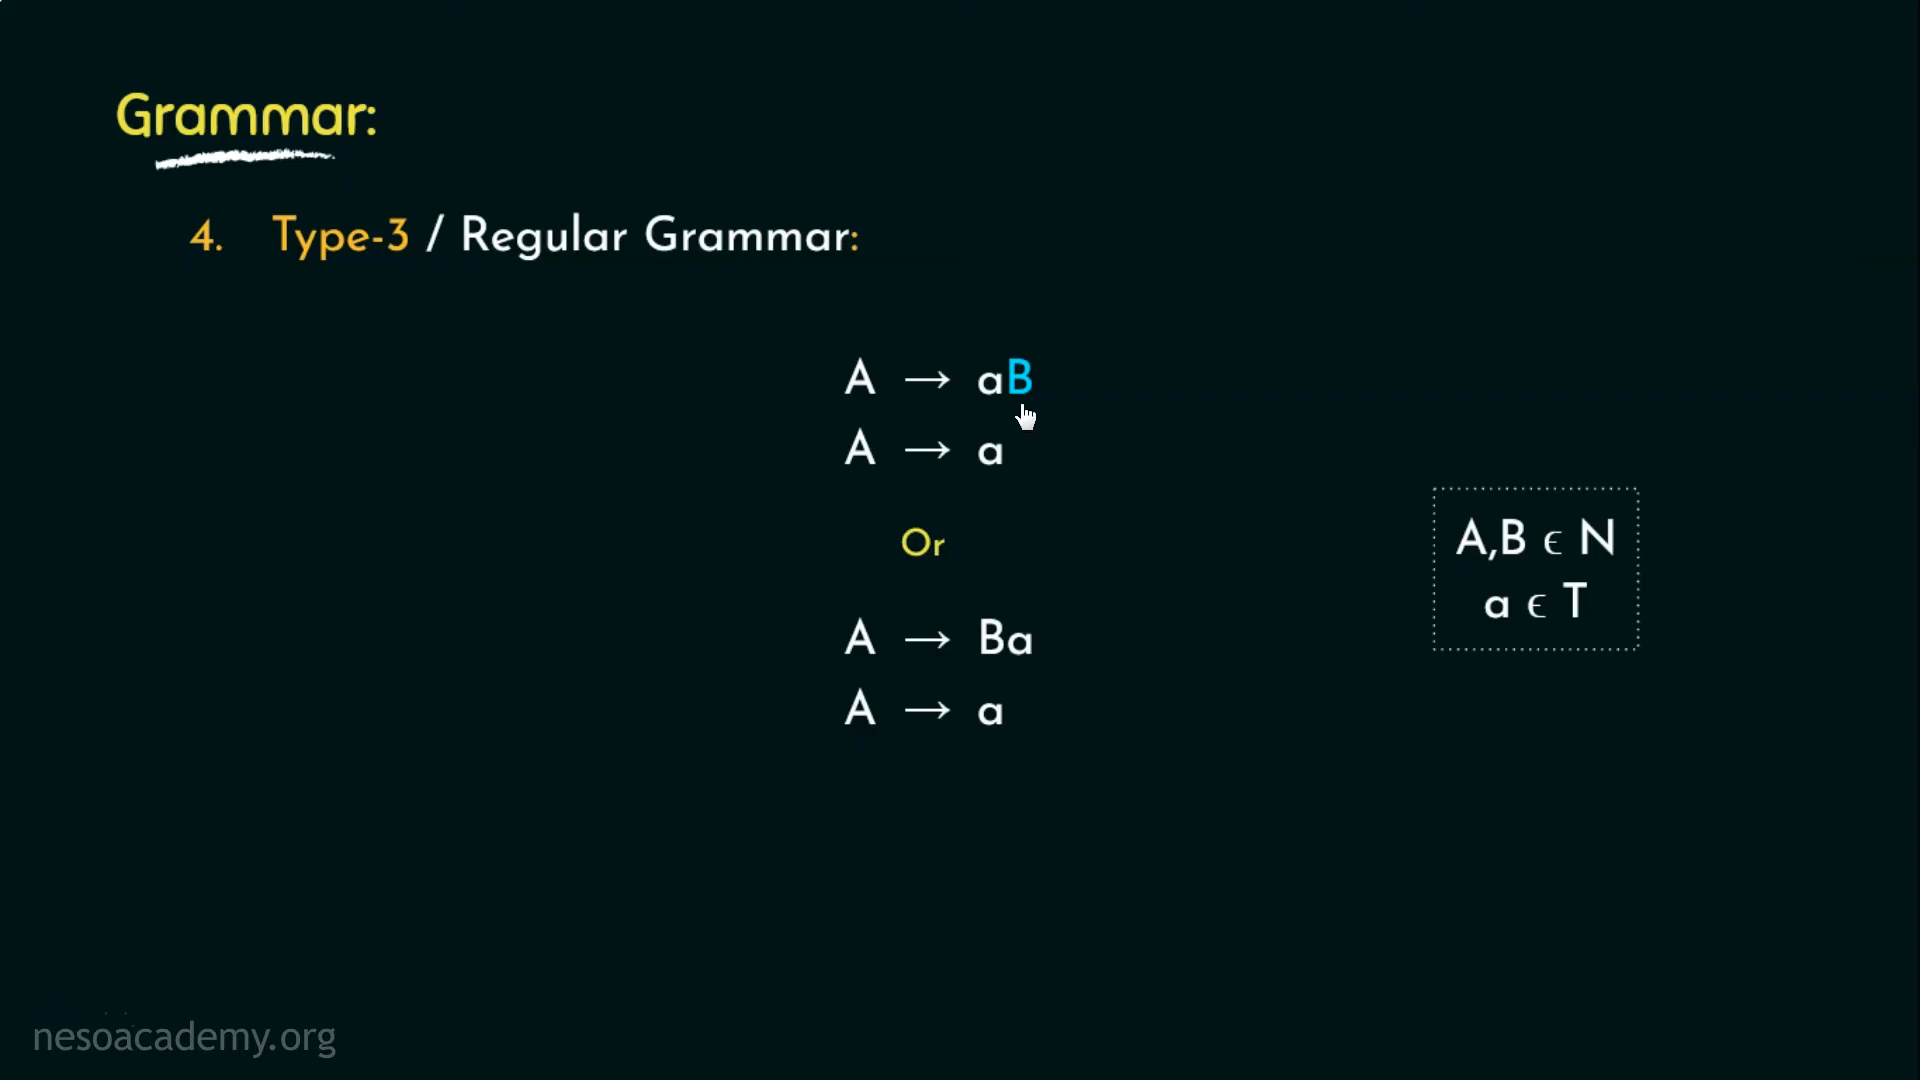 Grammar:
4. Type-3 / Regular Grammar:
A → aB
A → a
Or
A → Ba
A → a
A,B ϵ N
a ϵ T
nesoacademy.org